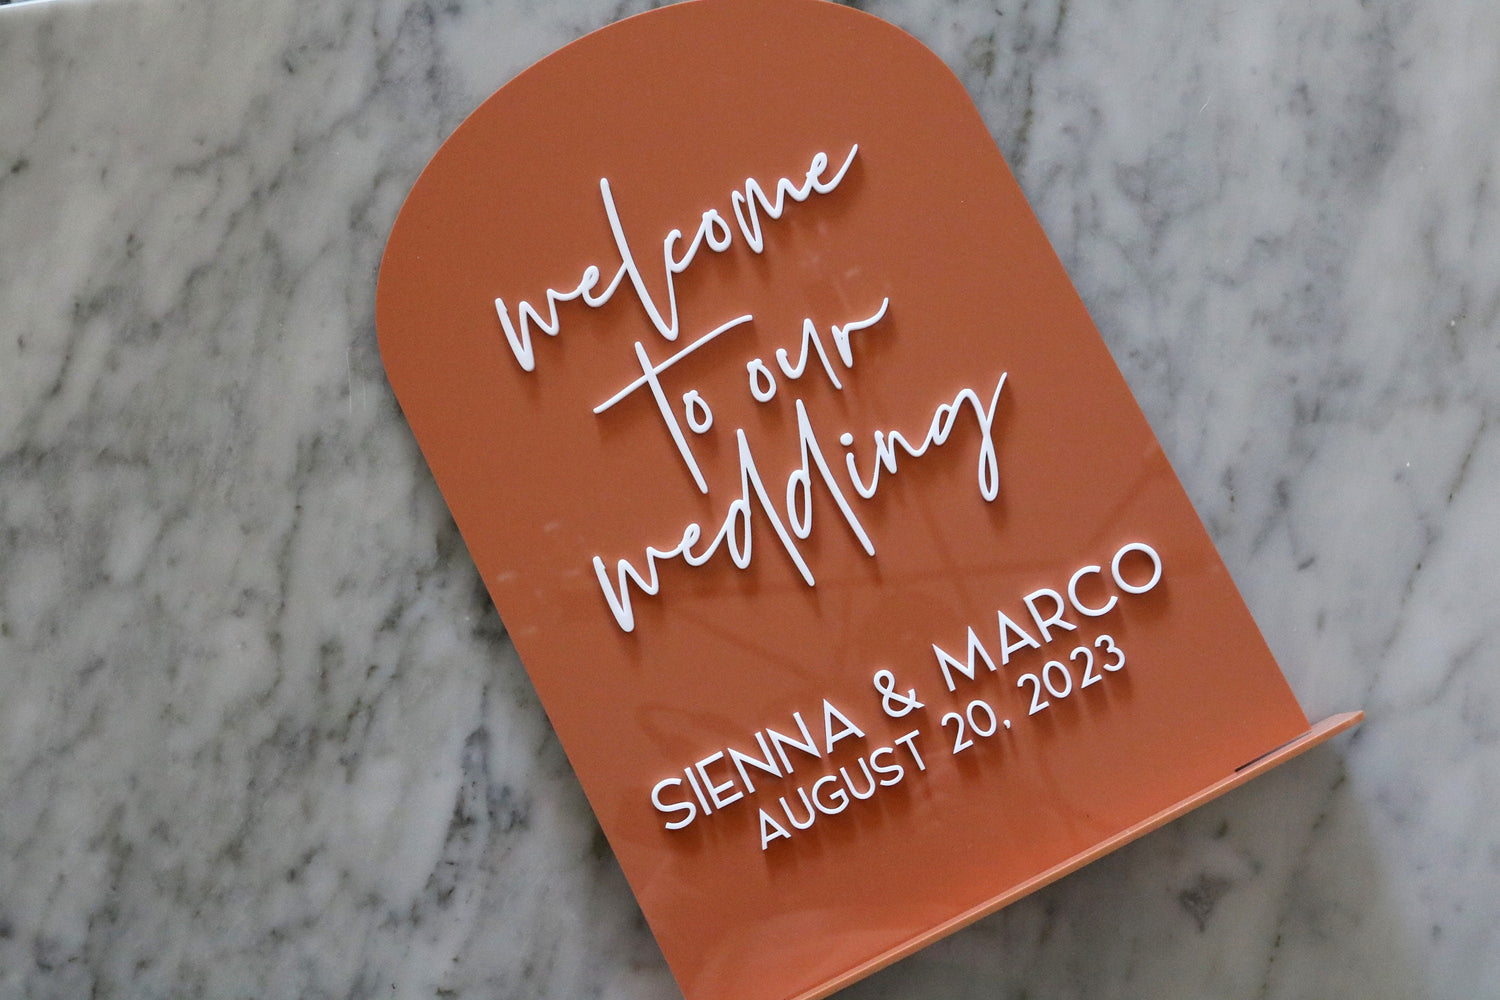 welcome
to our
wedding
SIENNA & MARCO
AUGUST 20, 2023